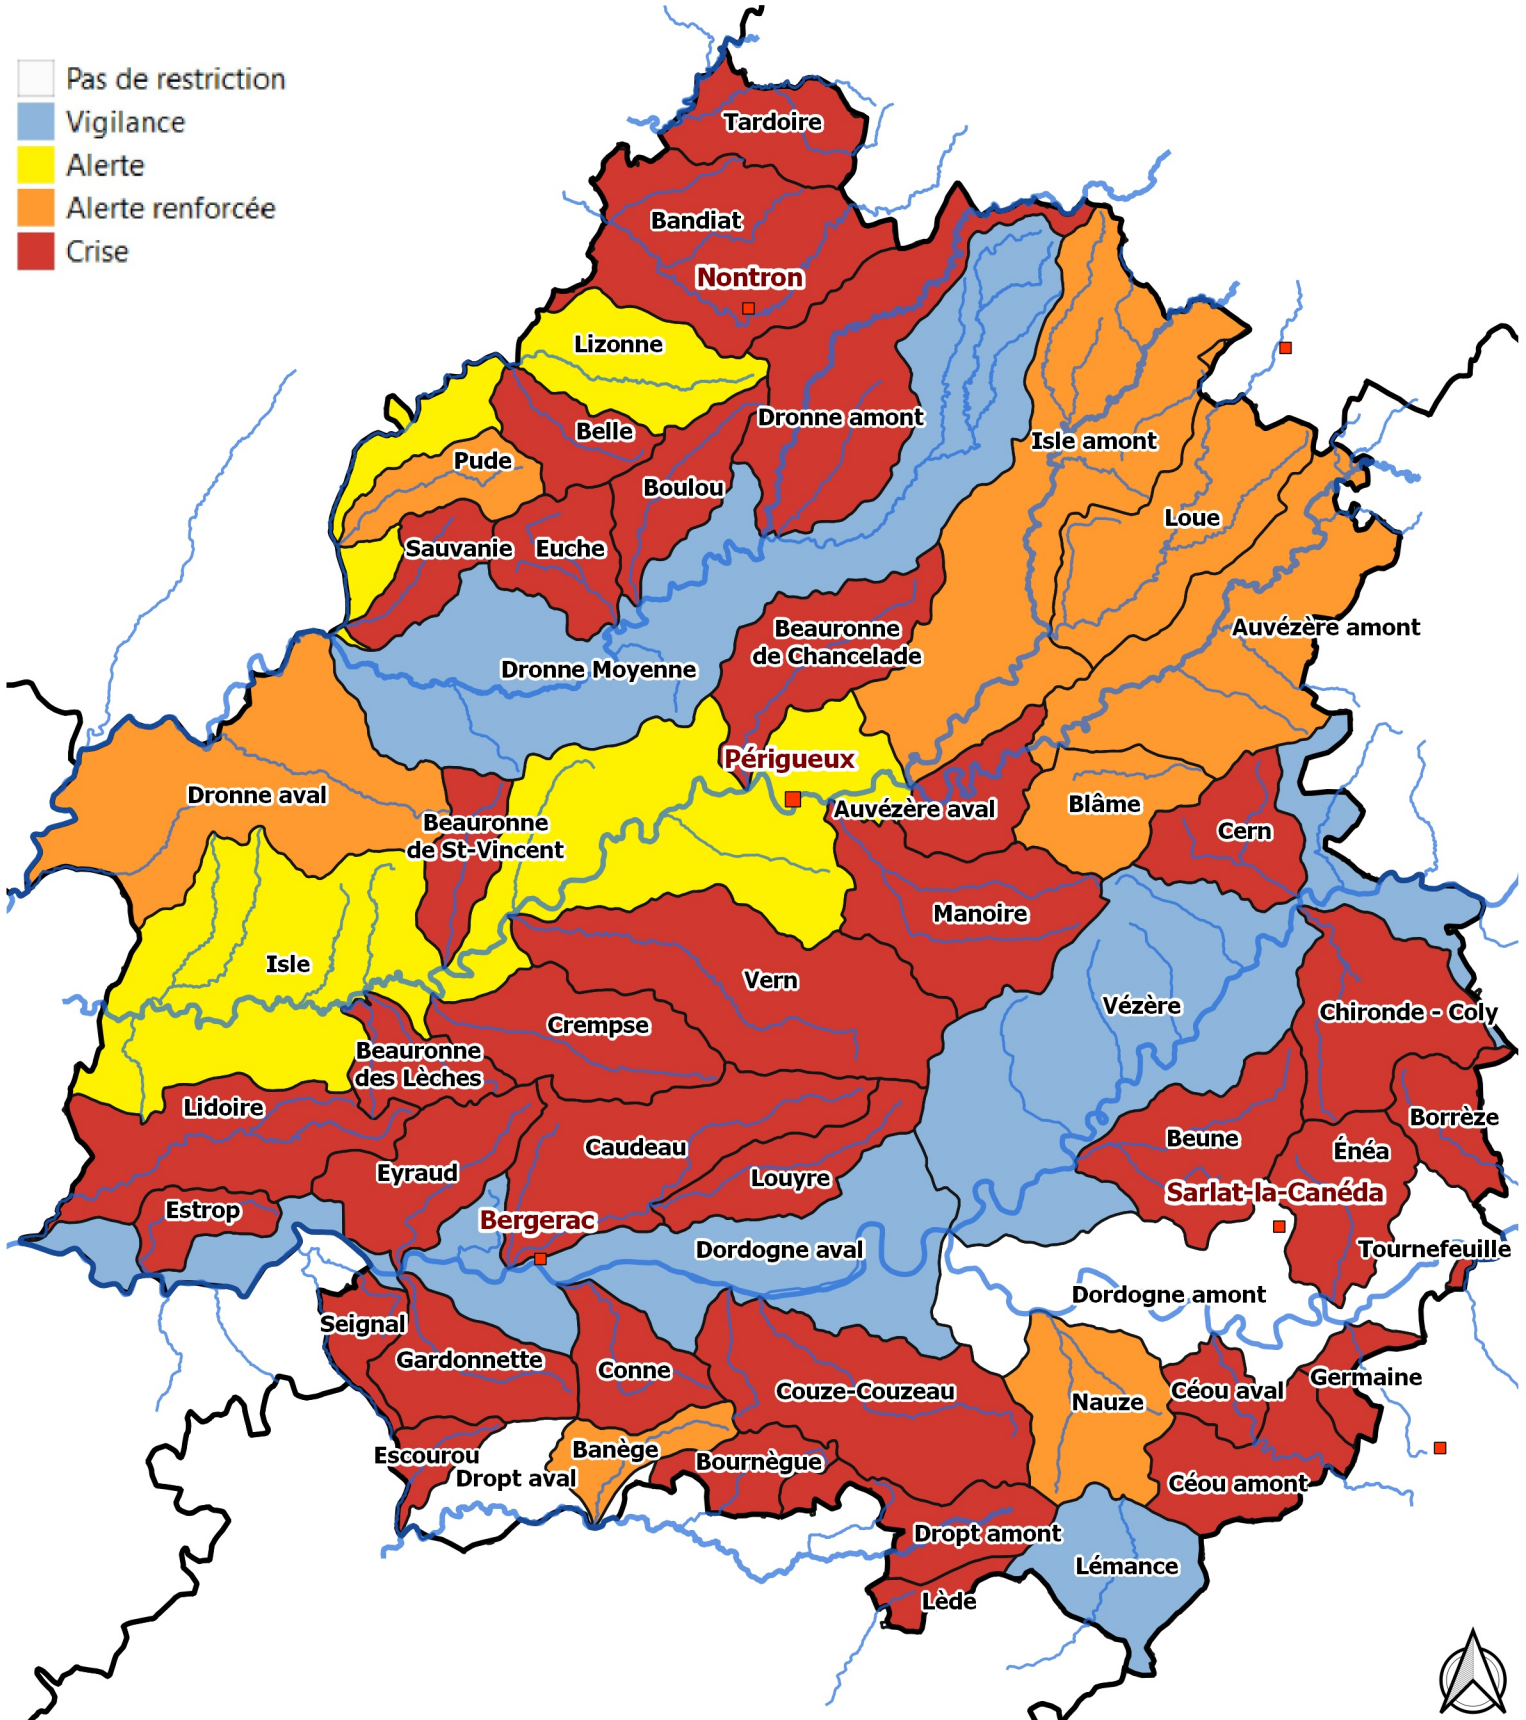 Pas de restriction
Vigilance
Alerte
Alerte renforcée
Crise
Tardoire
Bandiat
Nontron
Lizonne
Dronne amont
Belle
Isle amont
Pude
Boulou
Loue
Sauvanie
Euche
Auvézère amont
Beauronne
de Chancelade
Dronne Moyenne
Périgueux
Dronne aval
Auvézère aval
Blâme
Beauronne
de St-Vincent
Cern
Manoire
Isle
Vern
Vézère
Chironde - Coly
Crempse
Beauronne
des Lèches
Lidoire
Borrèze
Beune
Caudeau
Énéa
Eyraud
Louyre
Sarlat-la-Canéda
Estrop
Bergerac
Dordogne aval
Tournefeuille
Dordogne amont
Seignal
Gardonnette
Conne
Germaine
Couze-Couzeau
Céou aval
Nauze
Banège
Escourou
Bournègue
Dropt aval
Céou amont
Dropt amont
Lémance
Lède